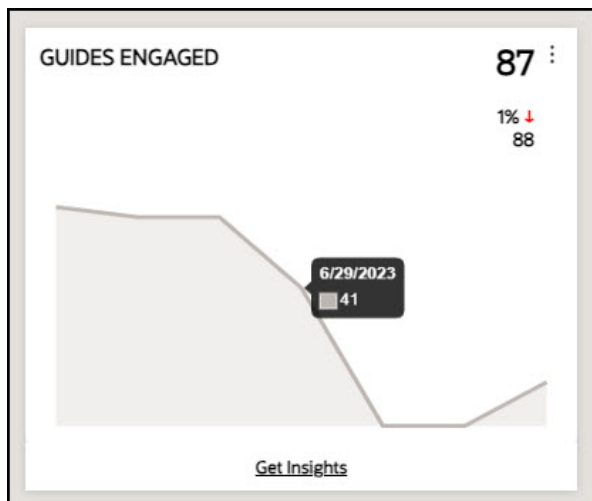 GUIDES ENGAGED
87
1% ↓
88
6/29/2023
41
Get Insights